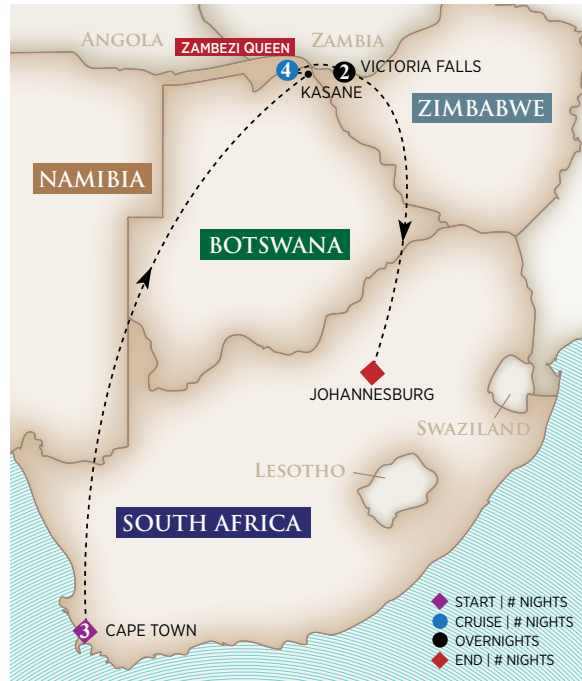 ANGOLA
ZAMBIA
ZAMBEZI QUEEN
4
2
VICTORIA FALLS
KASANE
ZIMBABWE
NAMIBIA
BOTSWANA
JOHANNESBURG
SWAZILAND
LESOTHO
SOUTH AFRICA
3
CAPE TOWN
START | # NIGHTS
CRUISE | # NIGHTS
OVERNIGHTS
END | # NIGHTS